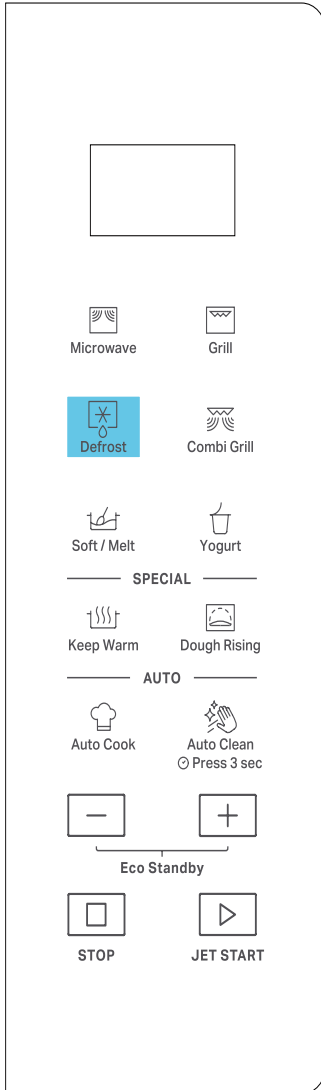 Microwave Grill
Defrost Combi Grill
Soft / Melt Yogurt
SPECIAL
Keep Warm Dough Rising
AUTO
Auto Cook Auto Clean
Press 3 sec
Eco Standby
STOP JET START